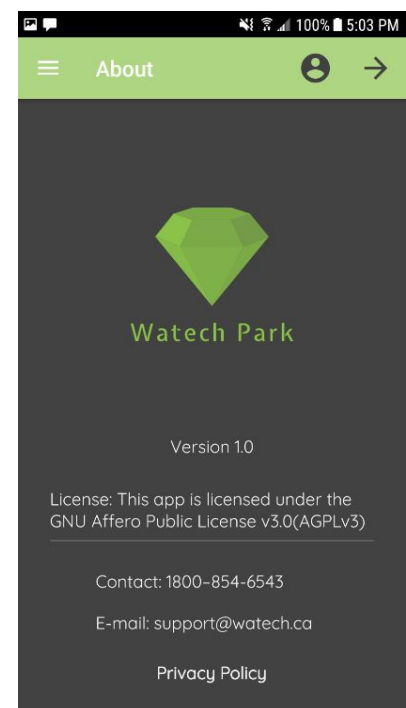 100% 5:03 PM
About
Watech Park
Version 1.0
License: This app is licensed under the
GNU Affero Public License v3.0(AGPLv3)
Contact: 1800-854-6543
E-mail: support@watech.ca
Privacy Policy